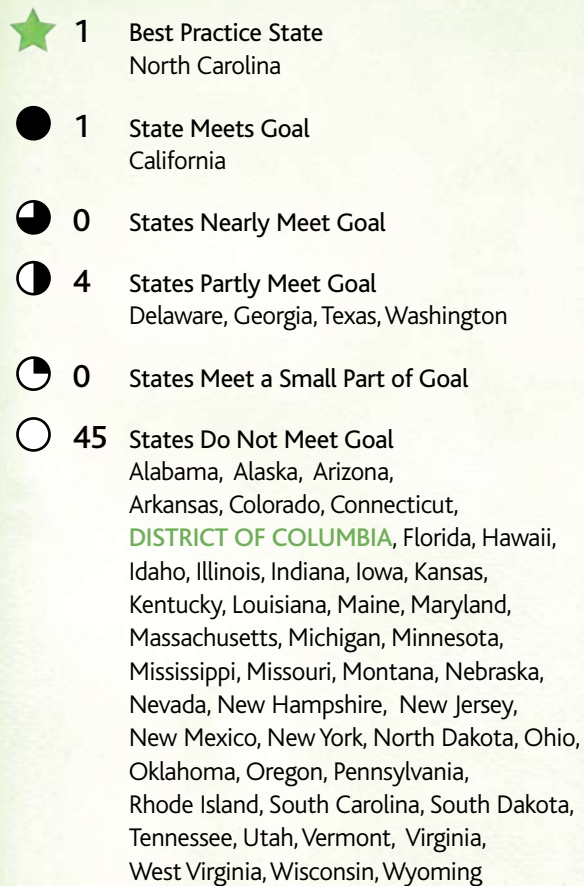 1 Best Practice State
North Carolina
1 State Meets Goal
California
0 States Nearly Meet Goal
4 States Partly Meet Goal
Delaware, Georgia, Texas, Washington
0 States Meet a Small Part of Goal
45 States Do Not Meet Goal
Alabama, Alaska, Arizona,
Arkansas, Colorado, Connecticut,
DISTRICT OF COLUMBIA, Florida, Hawaii,
Idaho, Illinois, Indiana, Iowa, Kansas,
Kentucky, Louisiana, Maine, Maryland,
Massachusetts, Michigan, Minnesota,
Mississippi, Missouri, Montana, Nebraska,
Nevada, New Hampshire, New Jersey,
New Mexico, New York, North Dakota, Ohio,
Oklahoma, Oregon, Pennsylvania,
Rhode Island, South Carolina, South Dakota,
Tennessee, Utah, Vermont, Virginia,
West Virginia, Wisconsin, Wyoming